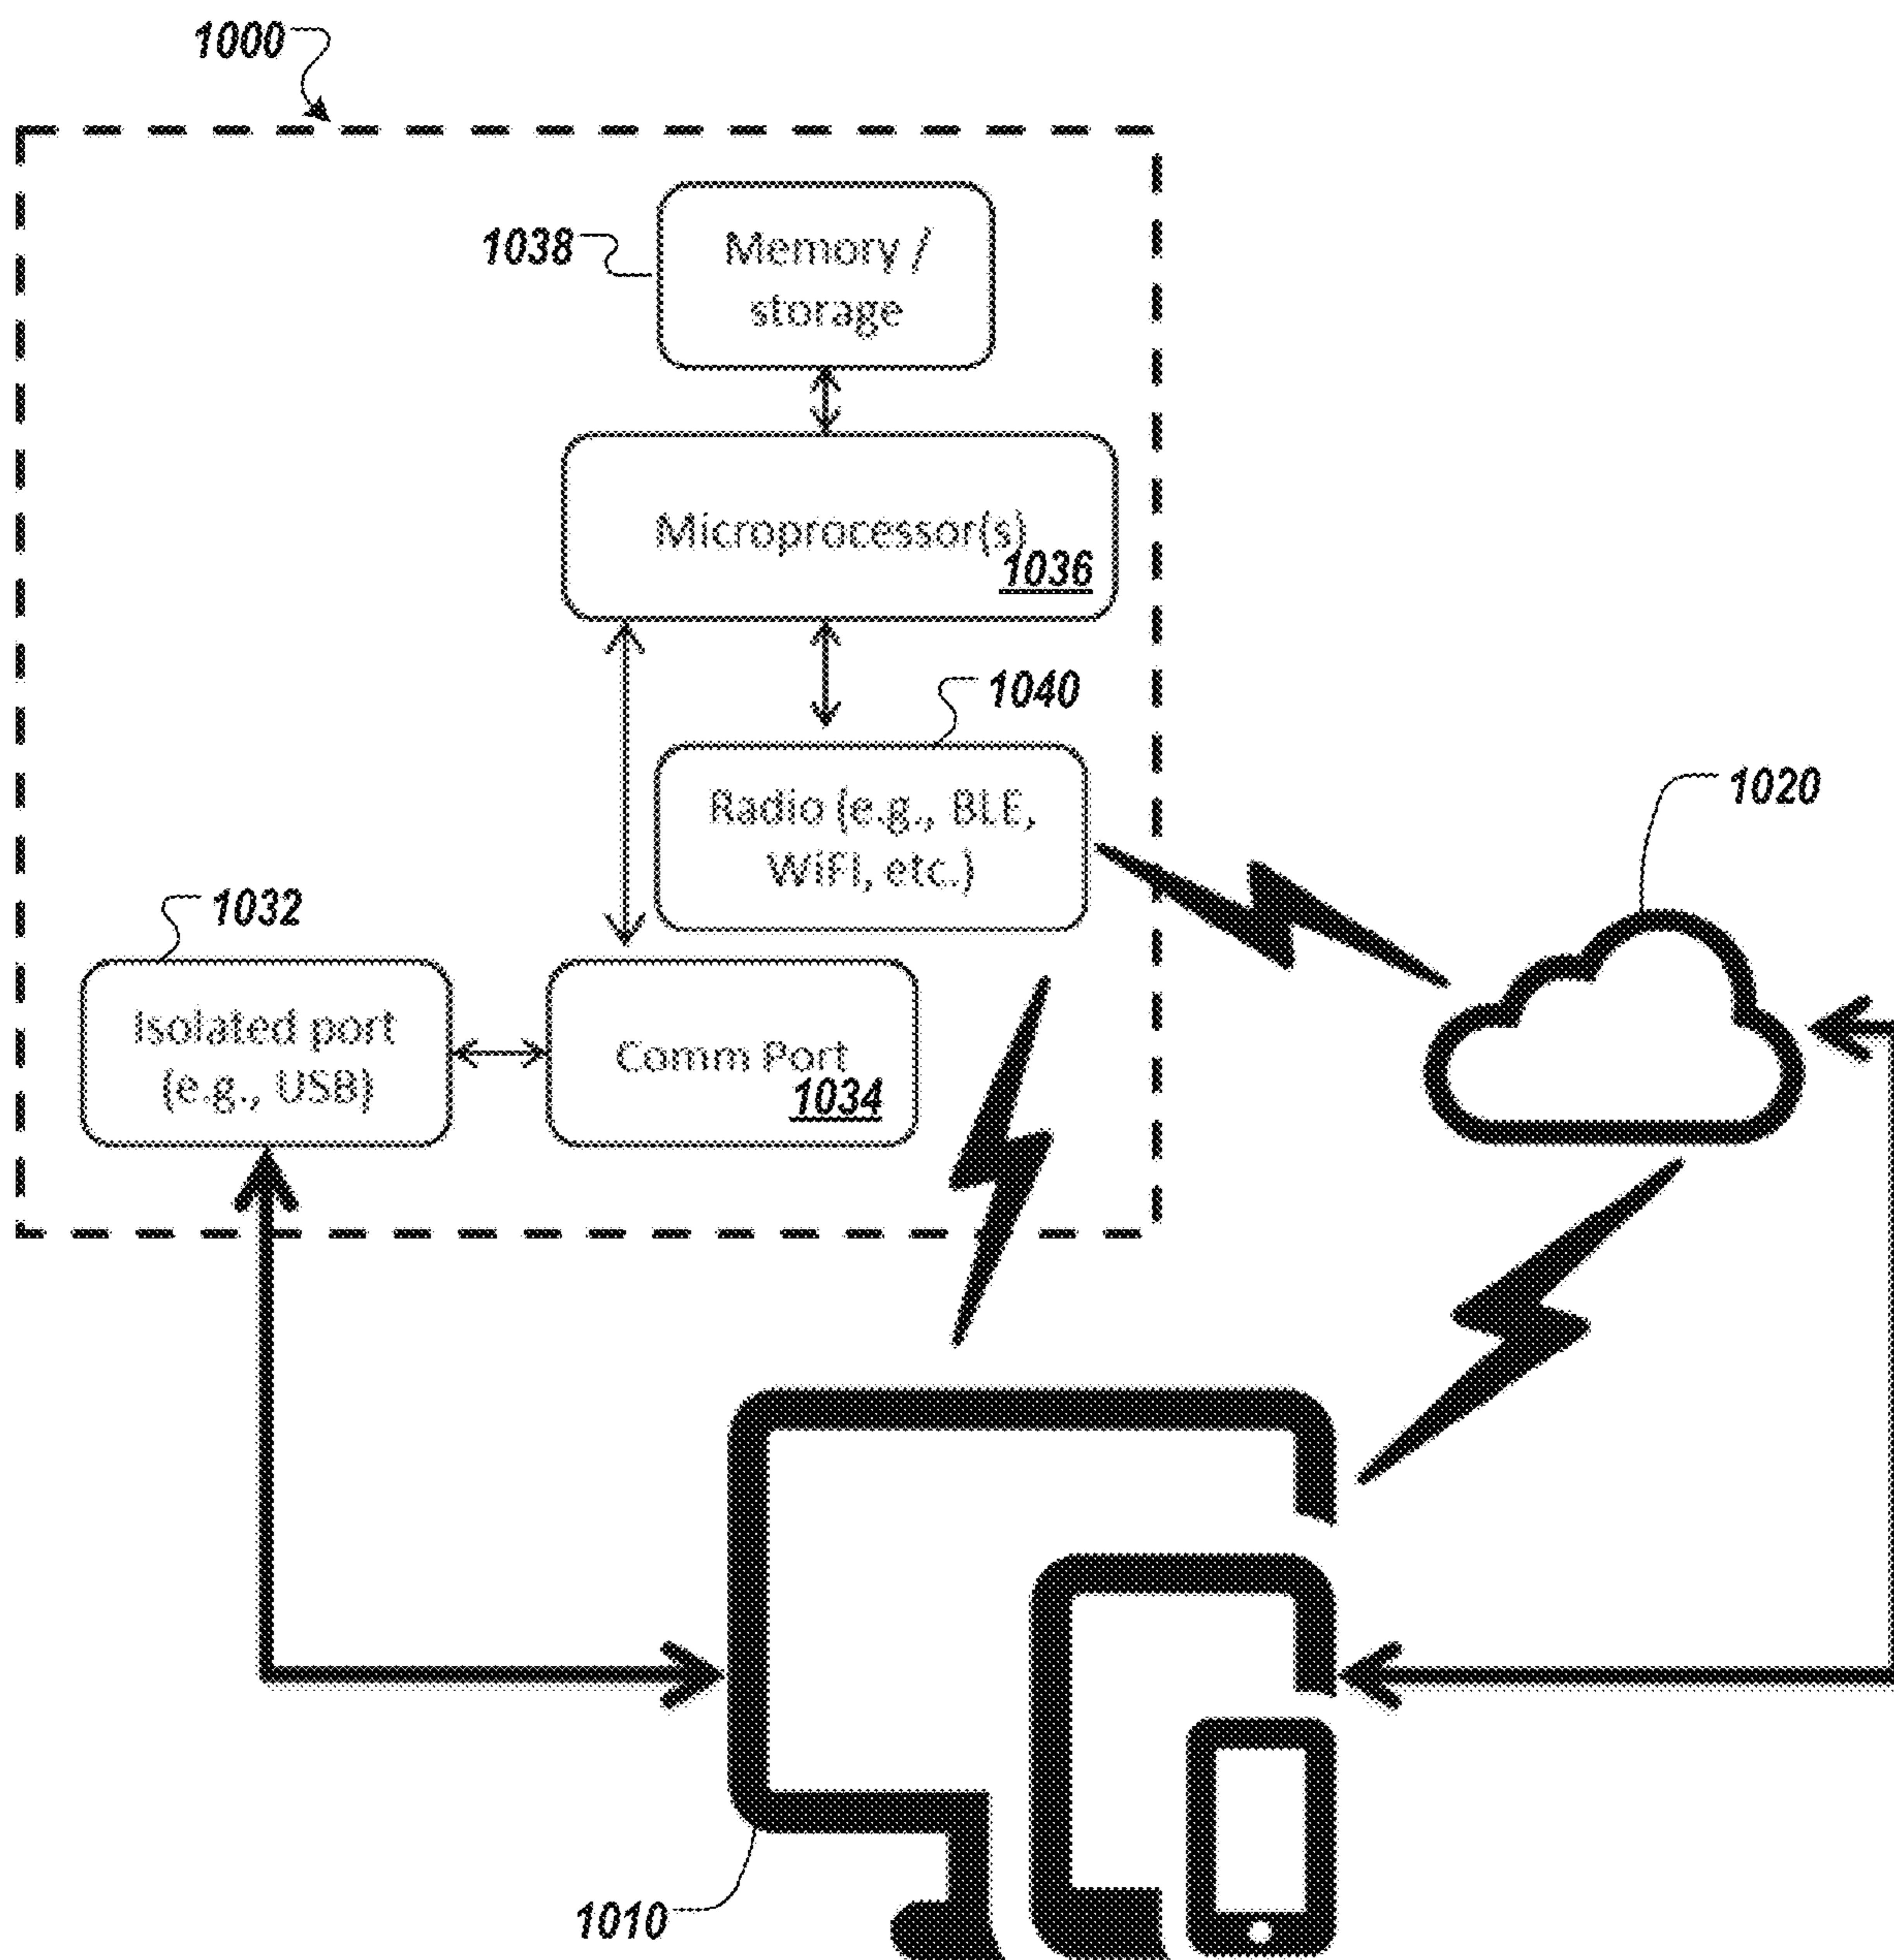 1000
1038
Memory /
storage
Microprocessor(s)
1036
1040
Radio (e.g., BLE,
WiFI, etc.)
1020
1032
Isolated port
(e.g., USB)
Comm Port
1034
1010